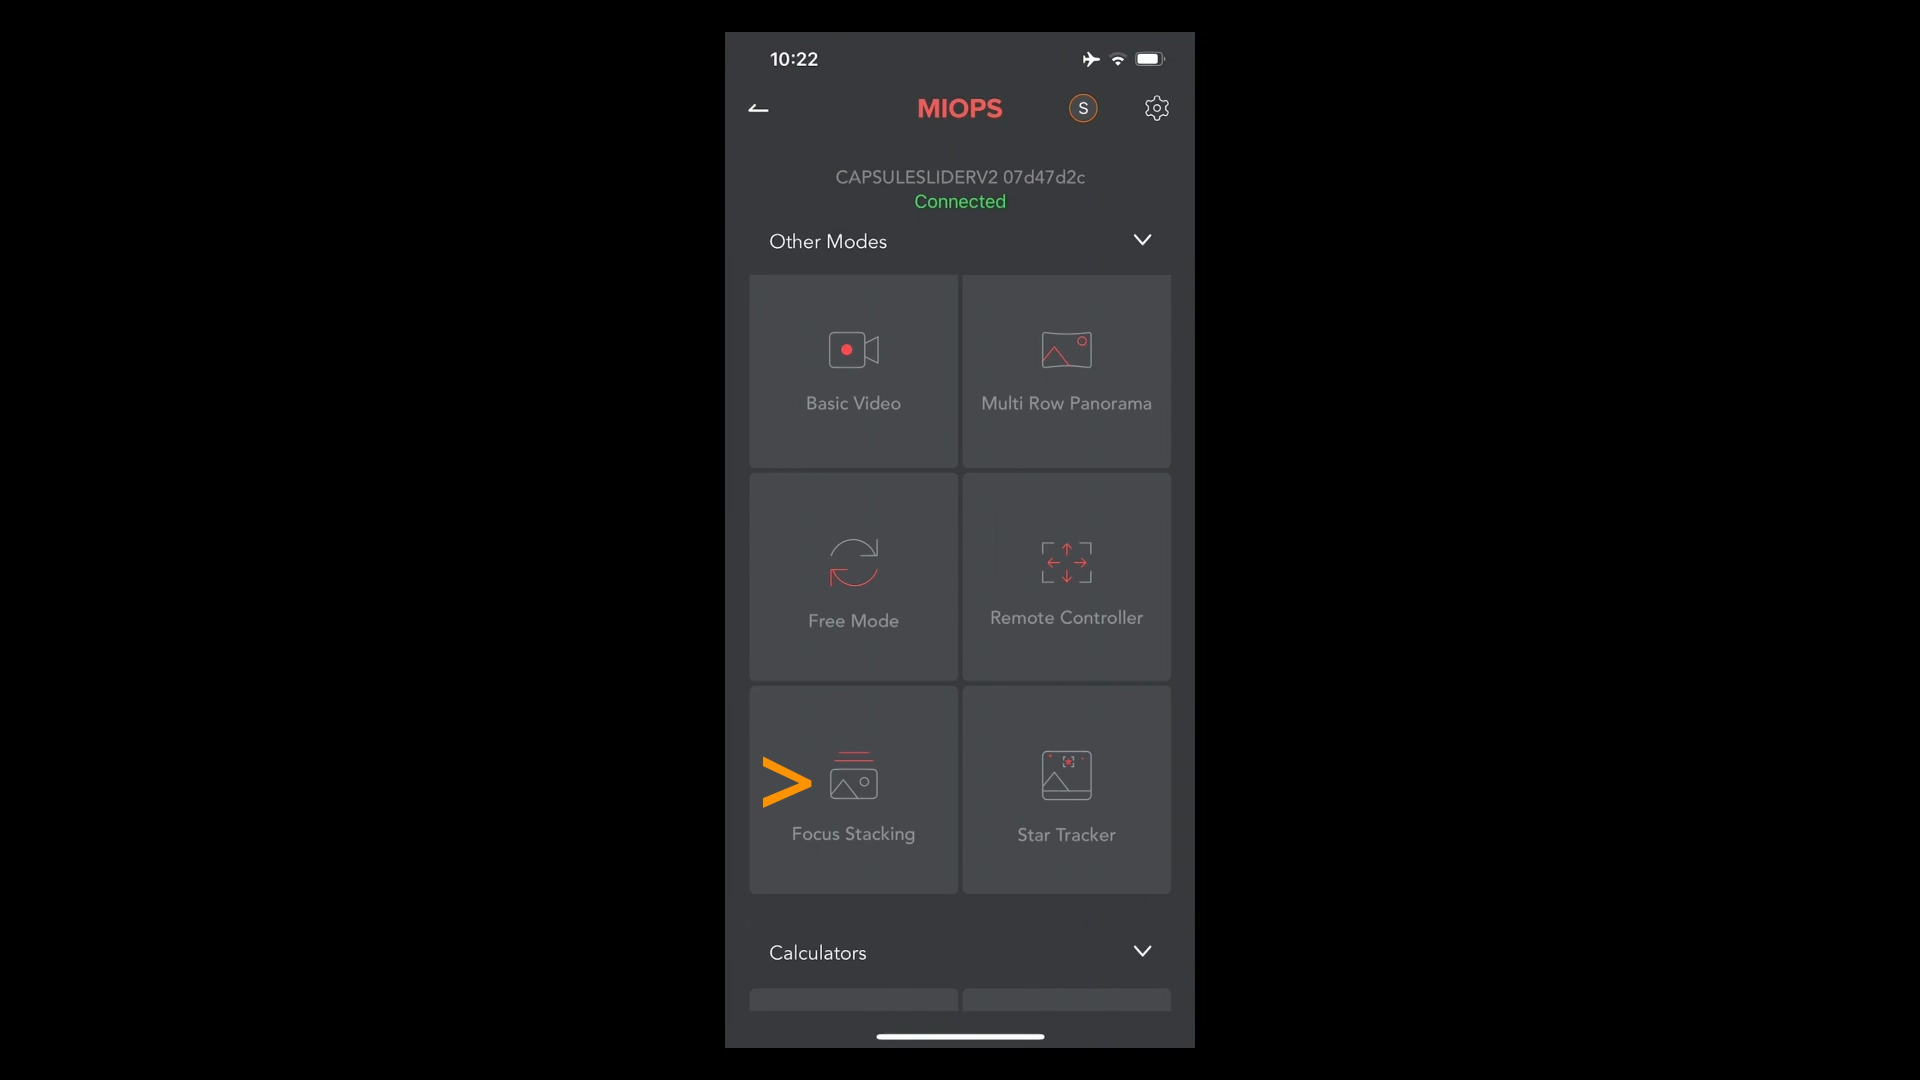 10:22
MIOPS
S
CAPSULESLIDERV2 07d47d2c
Connected
Other Modes
Basic Video
Multi Row Panorama
Free Mode
Remote Controller
>
Focus Stacking
Star Tracker
Calculators